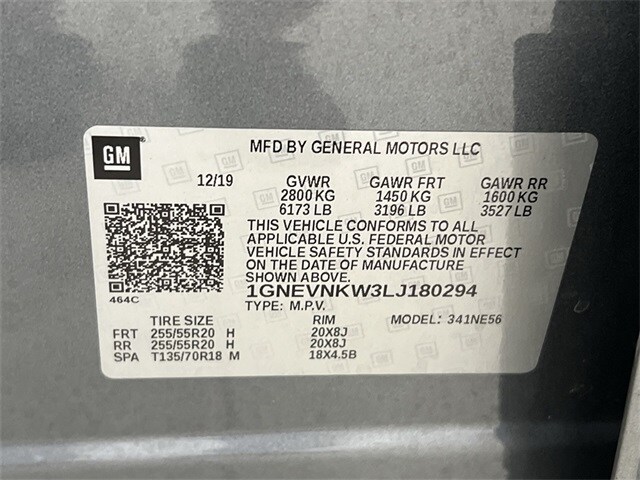 GM
MFD BY GENERAL MOTORS LLC
12/19 GVWR GAWR FRT GAWR RR
2800 KG 1450 KG 1600 KG
6173 LB 3196 LB 3527 LB
THIS VEHICLE CONFORMS TO ALL
APPLICABLE U.S. FEDERAL MOTOR
VEHICLE SAFETY STANDARDS IN EFFECT
ON THE DATE OF MANUFACTURE
SHOWN ABOVE.
464C 1GNEVNKW3LJ180294
TYPE: M.P.V.
TIRE SIZE RIM MODEL: 341NE56
FRT 255/55R20 H 20X8J
RR 255/55R20 H 20X8J
SPA T135/70R18 M 18X4.5B